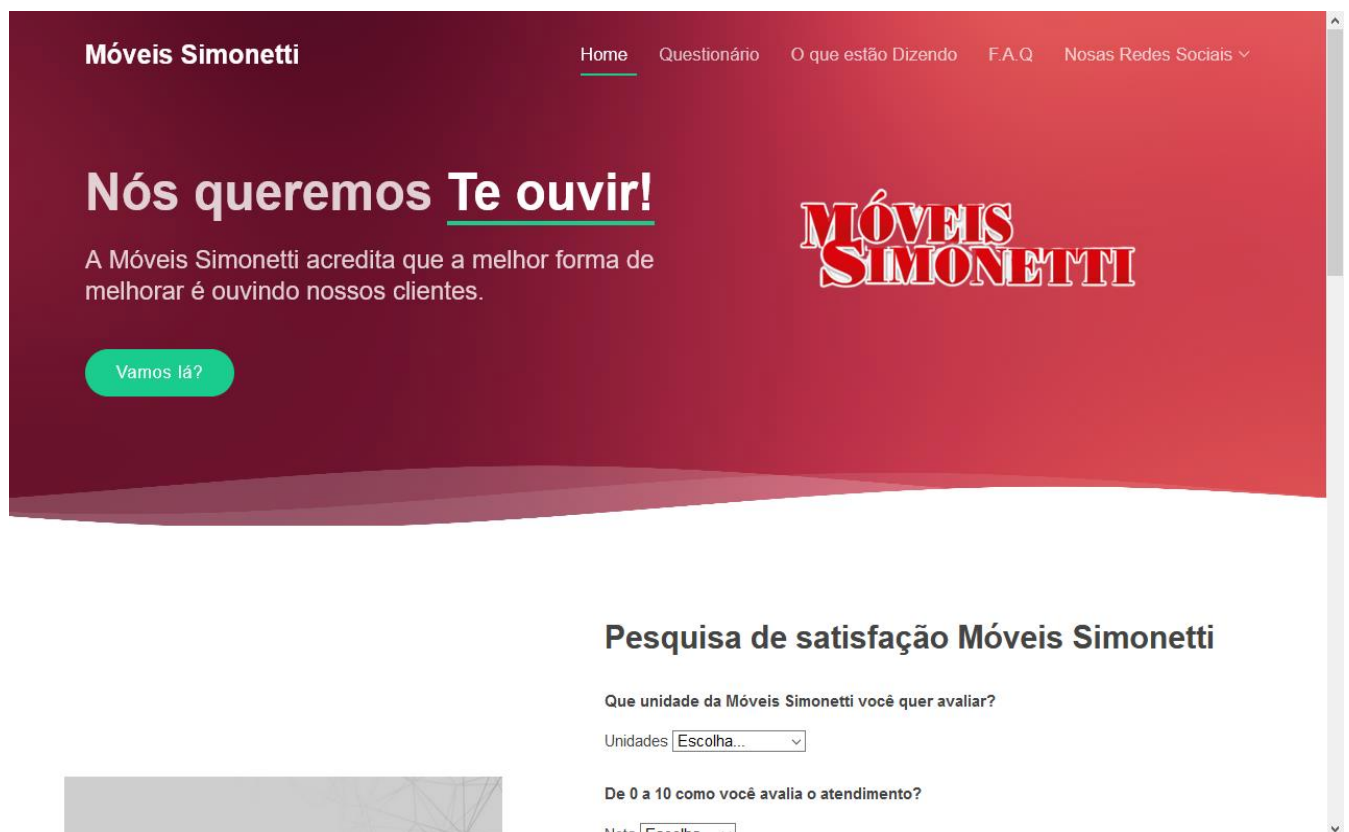 Móveis Simonetti
Home Questionário O que estão Dizendo F.A.Q Nosas Redes Sociais
Nós queremos Te ouvir!
A Móveis Simonetti acredita que a melhor forma de
melhorar é ouvindo nossos clientes.
Vamos lá?
MÓVEIS
SIMONETTI
Pesquisa de satisfação Móveis Simonetti
Que unidade da Móveis Simonetti você quer avaliar?
Unidades Escolha...
De 0 a 10 como você avalia o atendimento?
Nota Escolha...